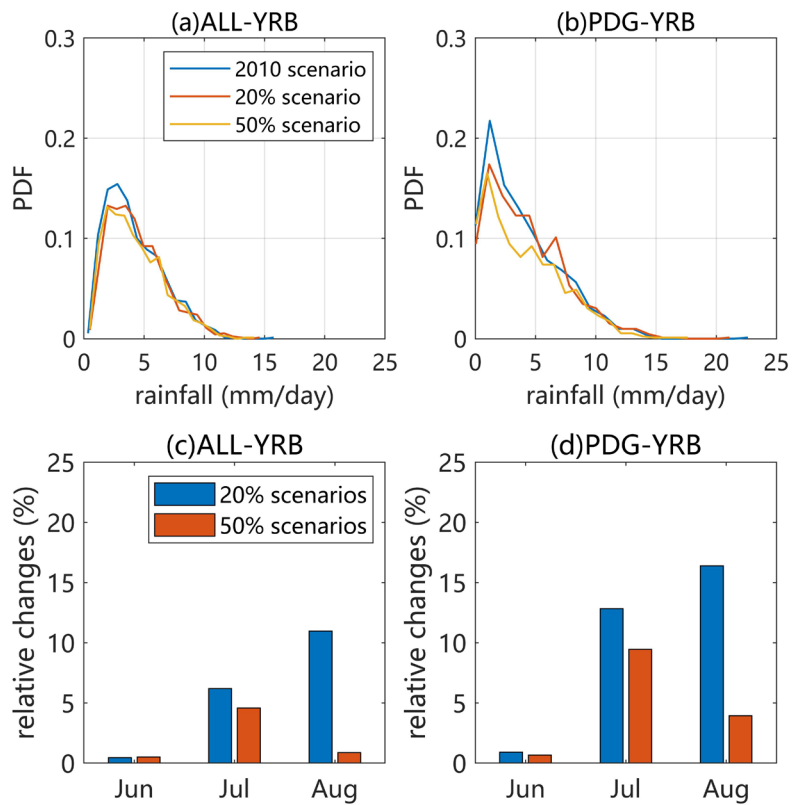 (a)ALL-YRB
0.3
0.2
0.1
0
PDF
2010 scenario
20% scenario
50% scenario
0 5 10 15 20 25
rainfall (mm/day)
(b)PDG-YRB
0.3
0.2
0.1
0
PDF
0 5 10 15 20 25
rainfall (mm/day)
(c)ALL-YRB
25
20
15
10
5
0
relative changes (%)
20% scenarios
50% scenarios
Jun Jul Aug
(d)PDG-YRB
25
20
15
10
5
0
relative changes (%)
Jun Jul Aug